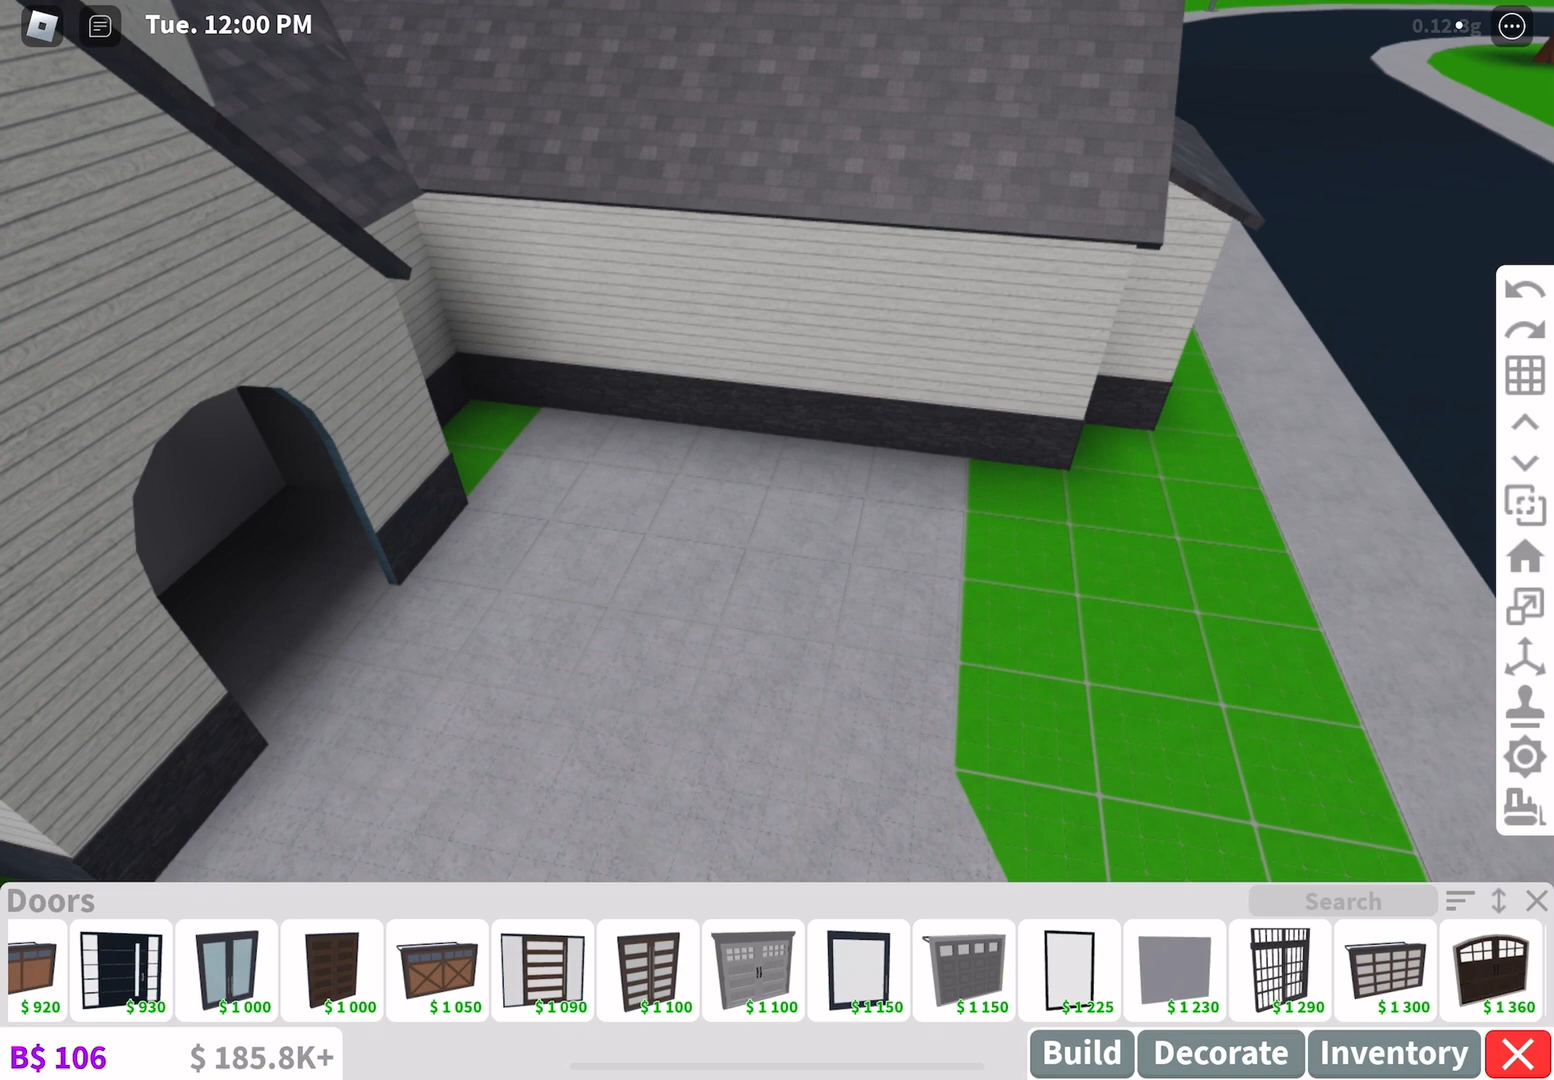 Tue. 12:00 PM
Doors
Search
$ 920
$ 930
$ 1 000
$ 1 000
$ 1 050
$ 1 090
$ 1 100
$ 1 100
$ 1 150
$ 1 150
$ 1 225
$ 1 230
$ 1 290
$ 1 300
$ 1 360
B$ 106
$ 185.8K+
Build
Decorate
Inventory